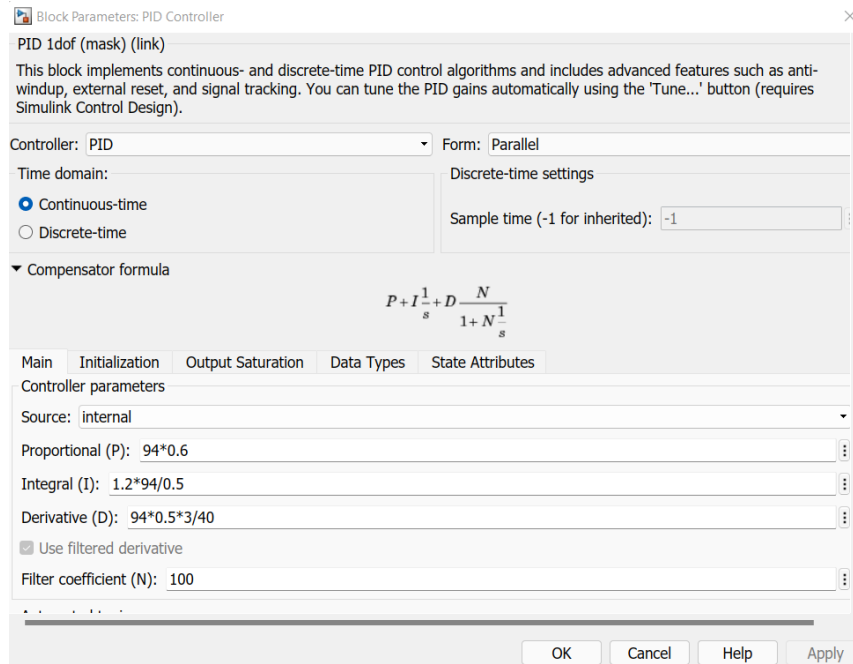 Block Parameters: PID Controller
PID 1dof (mask) (link)
This block implements continuous- and discrete-time PID control algorithms and includes advanced features such as anti-
windup, external reset, and signal tracking. You can tune the PID gains automatically using the 'Tune...' button (requires
Simulink Control Design).
Controller: PID Form: Parallel
Time domain: Discrete-time settings
Continuous-time
Sample time (-1 for inherited): -1
Discrete-time
Compensator formula
P+I\frac{1}{s}+D\frac{N}{1+N\frac{1}{s}}
Main Initialization Output Saturation Data Types State Attributes
Controller parameters
Source: internal
Proportional (P): 94*0.6
Integral (I): 1.2*94/0.5
Derivative (D): 94*0.5*3/40
Use filtered derivative
Filter coefficient (N): 100
OK Cancel Help Apply